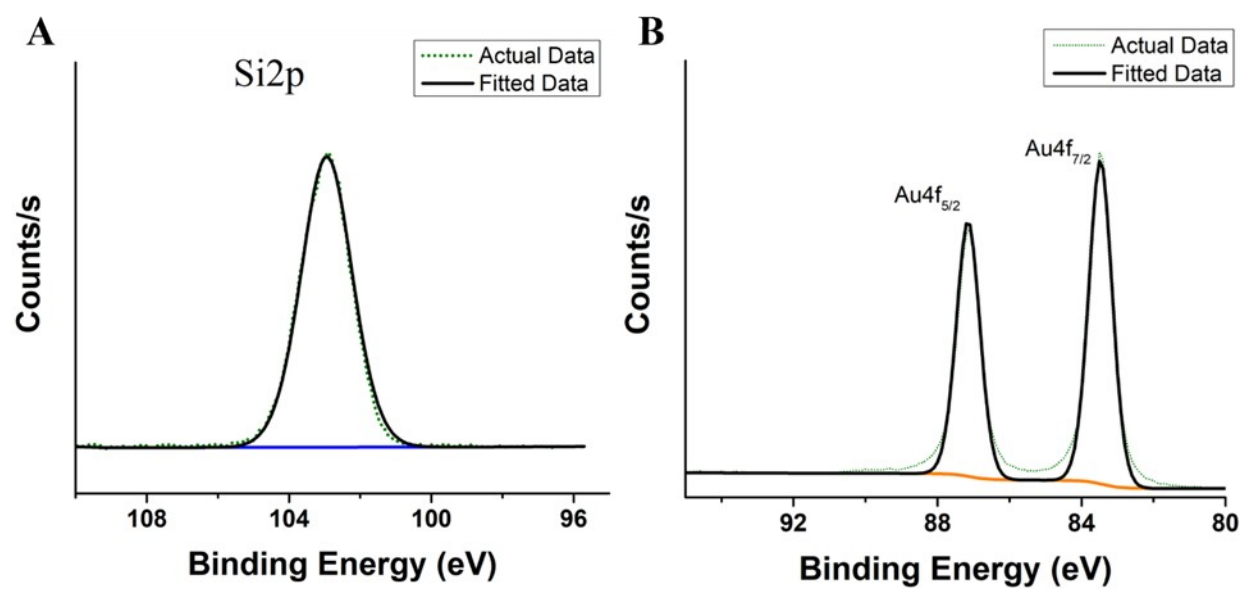 A
Si2p
Actual Data
Fitted Data
Counts/s
108
104
100
96
Binding Energy (eV)
B
Actual Data
Fitted Data
Au4f5/2
Au4f7/2
Counts/s
92
88
84
80
Binding Energy (eV)